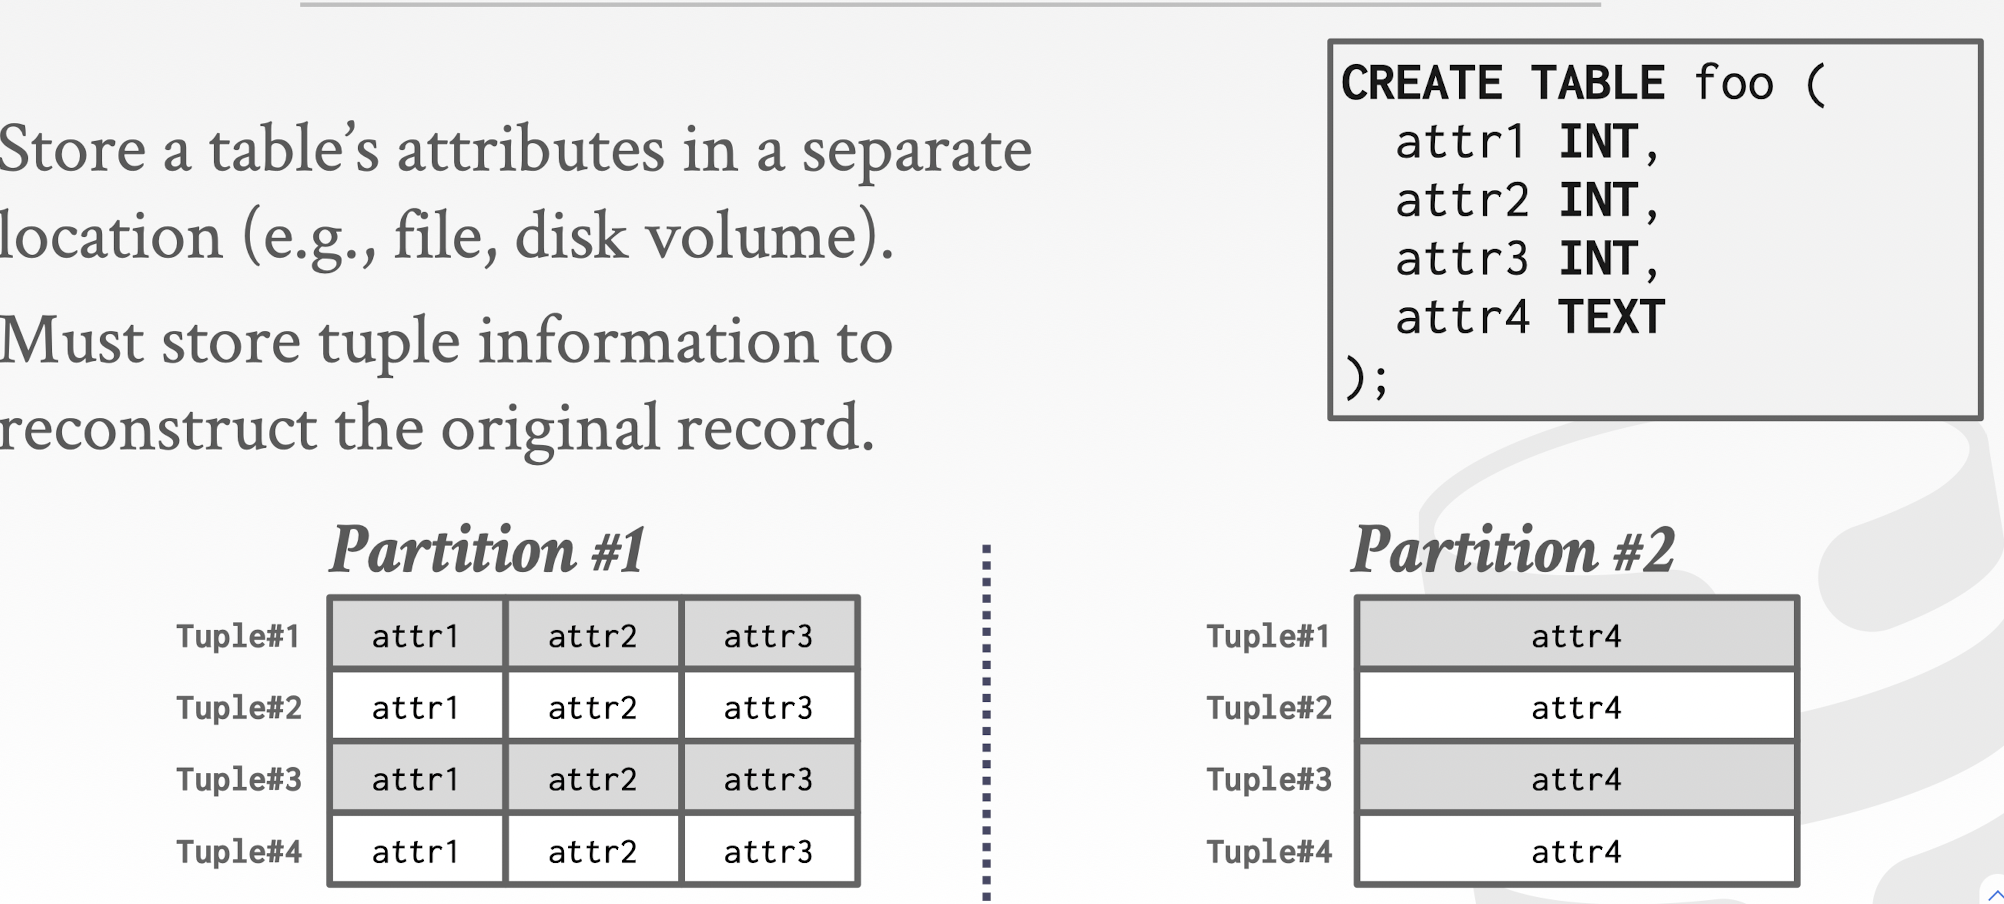 Store a table’s attributes in a separate
location (e.g., file, disk volume).
Must store tuple information to
reconstruct the original record.
CREATE TABLE foo (
  attr1 INT,
  attr2 INT,
  attr3 INT,
  attr4 TEXT
);
Partition #1
Tuple#1 attr1 attr2 attr3
Tuple#2 attr1 attr2 attr3
Tuple#3 attr1 attr2 attr3
Tuple#4 attr1 attr2 attr3
Partition #2
Tuple#1 attr4
Tuple#2 attr4
Tuple#3 attr4
Tuple#4 attr4